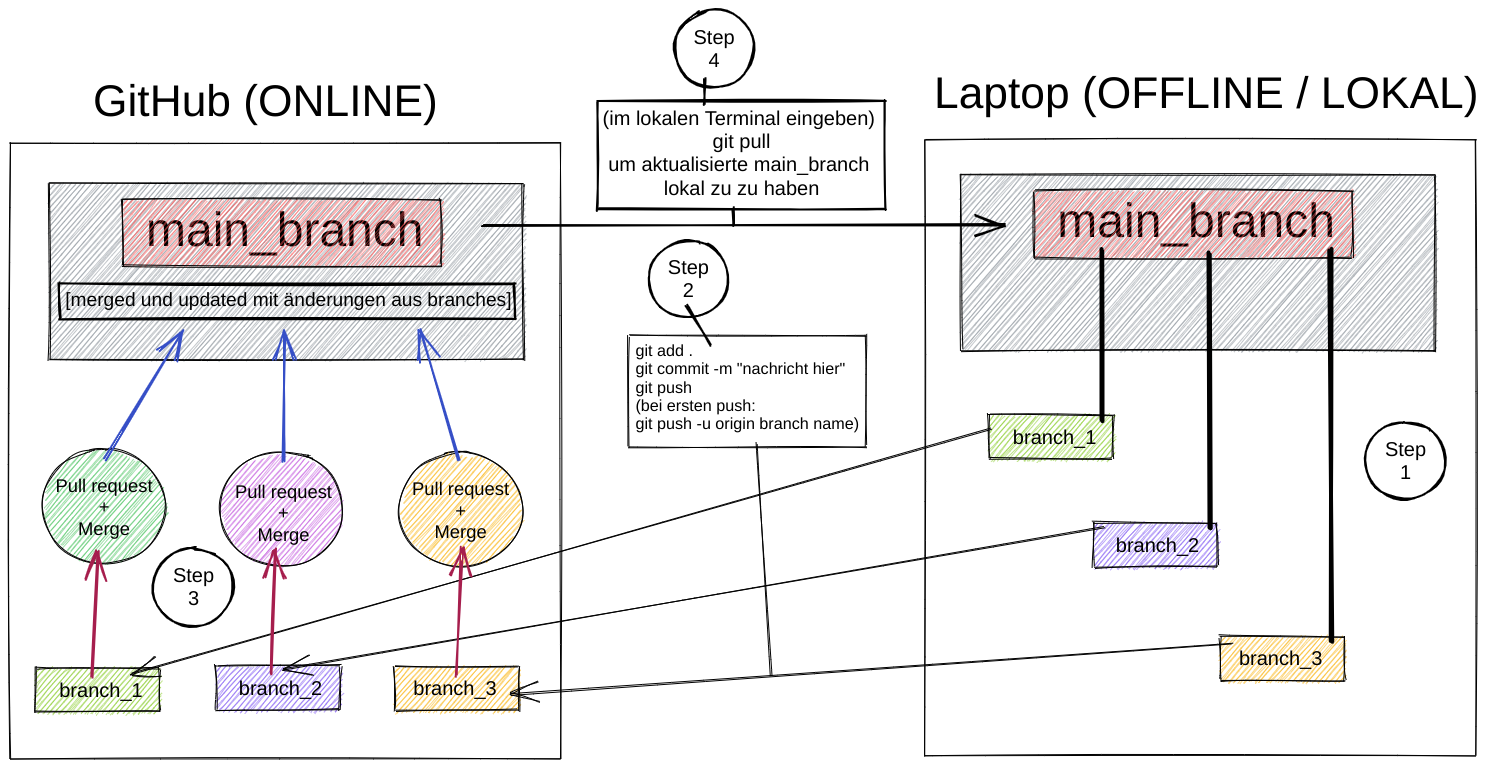 Step
4
GitHub (ONLINE)
Laptop (OFFLINE / LOKAL)
(im lokalen Terminal eingeben)
git pull
um aktualisierte main_branch
lokal zu zu haben
main_branch
main_branch
[merged und updated mit änderungen aus branches]
Step
2
git add .
git commit -m "nachricht hier"
git push
(bei ersten push:
git push -u origin branch name)
branch_1
Step
1
Pull request
+
Merge
Pull request
+
Merge
Pull request
+
Merge
branch_2
Step
3
branch_3
branch_1
branch_2
branch_3